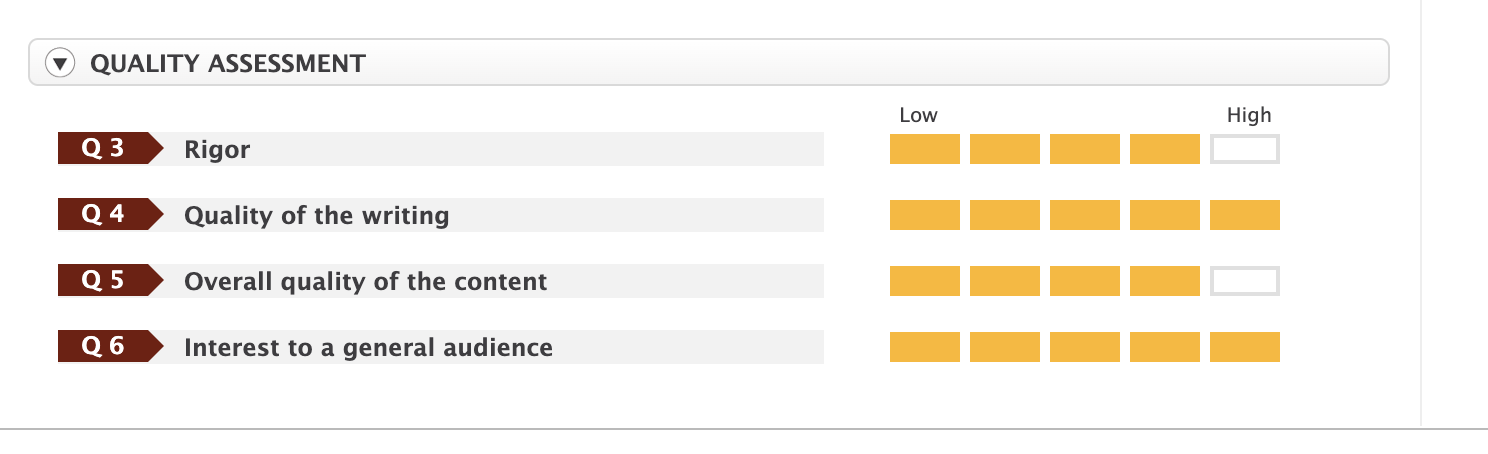 QUALITY ASSESSMENT
Low High
Q 3 Rigor
Q 4 Quality of the writing
Q 5 Overall quality of the content
Q 6 Interest to a general audience